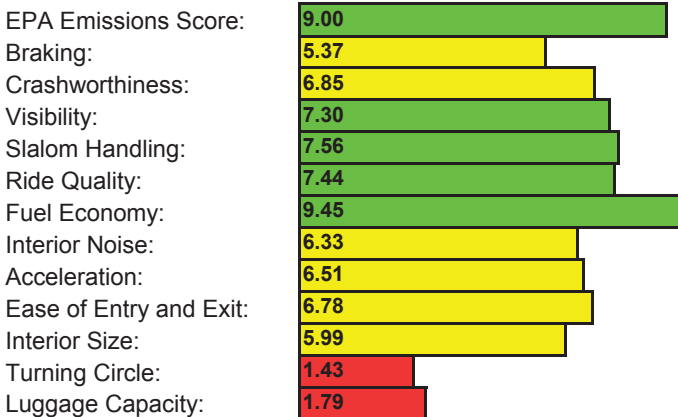 EPA Emissions Score: 9.00
Braking: 5.37
Crashworthiness: 6.85
Visibility: 7.30
Slalom Handling: 7.56
Ride Quality: 7.44
Fuel Economy: 9.45
Interior Noise: 6.33
Acceleration: 6.51
Ease of Entry and Exit: 6.78
Interior Size: 5.99
Turning Circle: 1.43
Luggage Capacity: 1.79